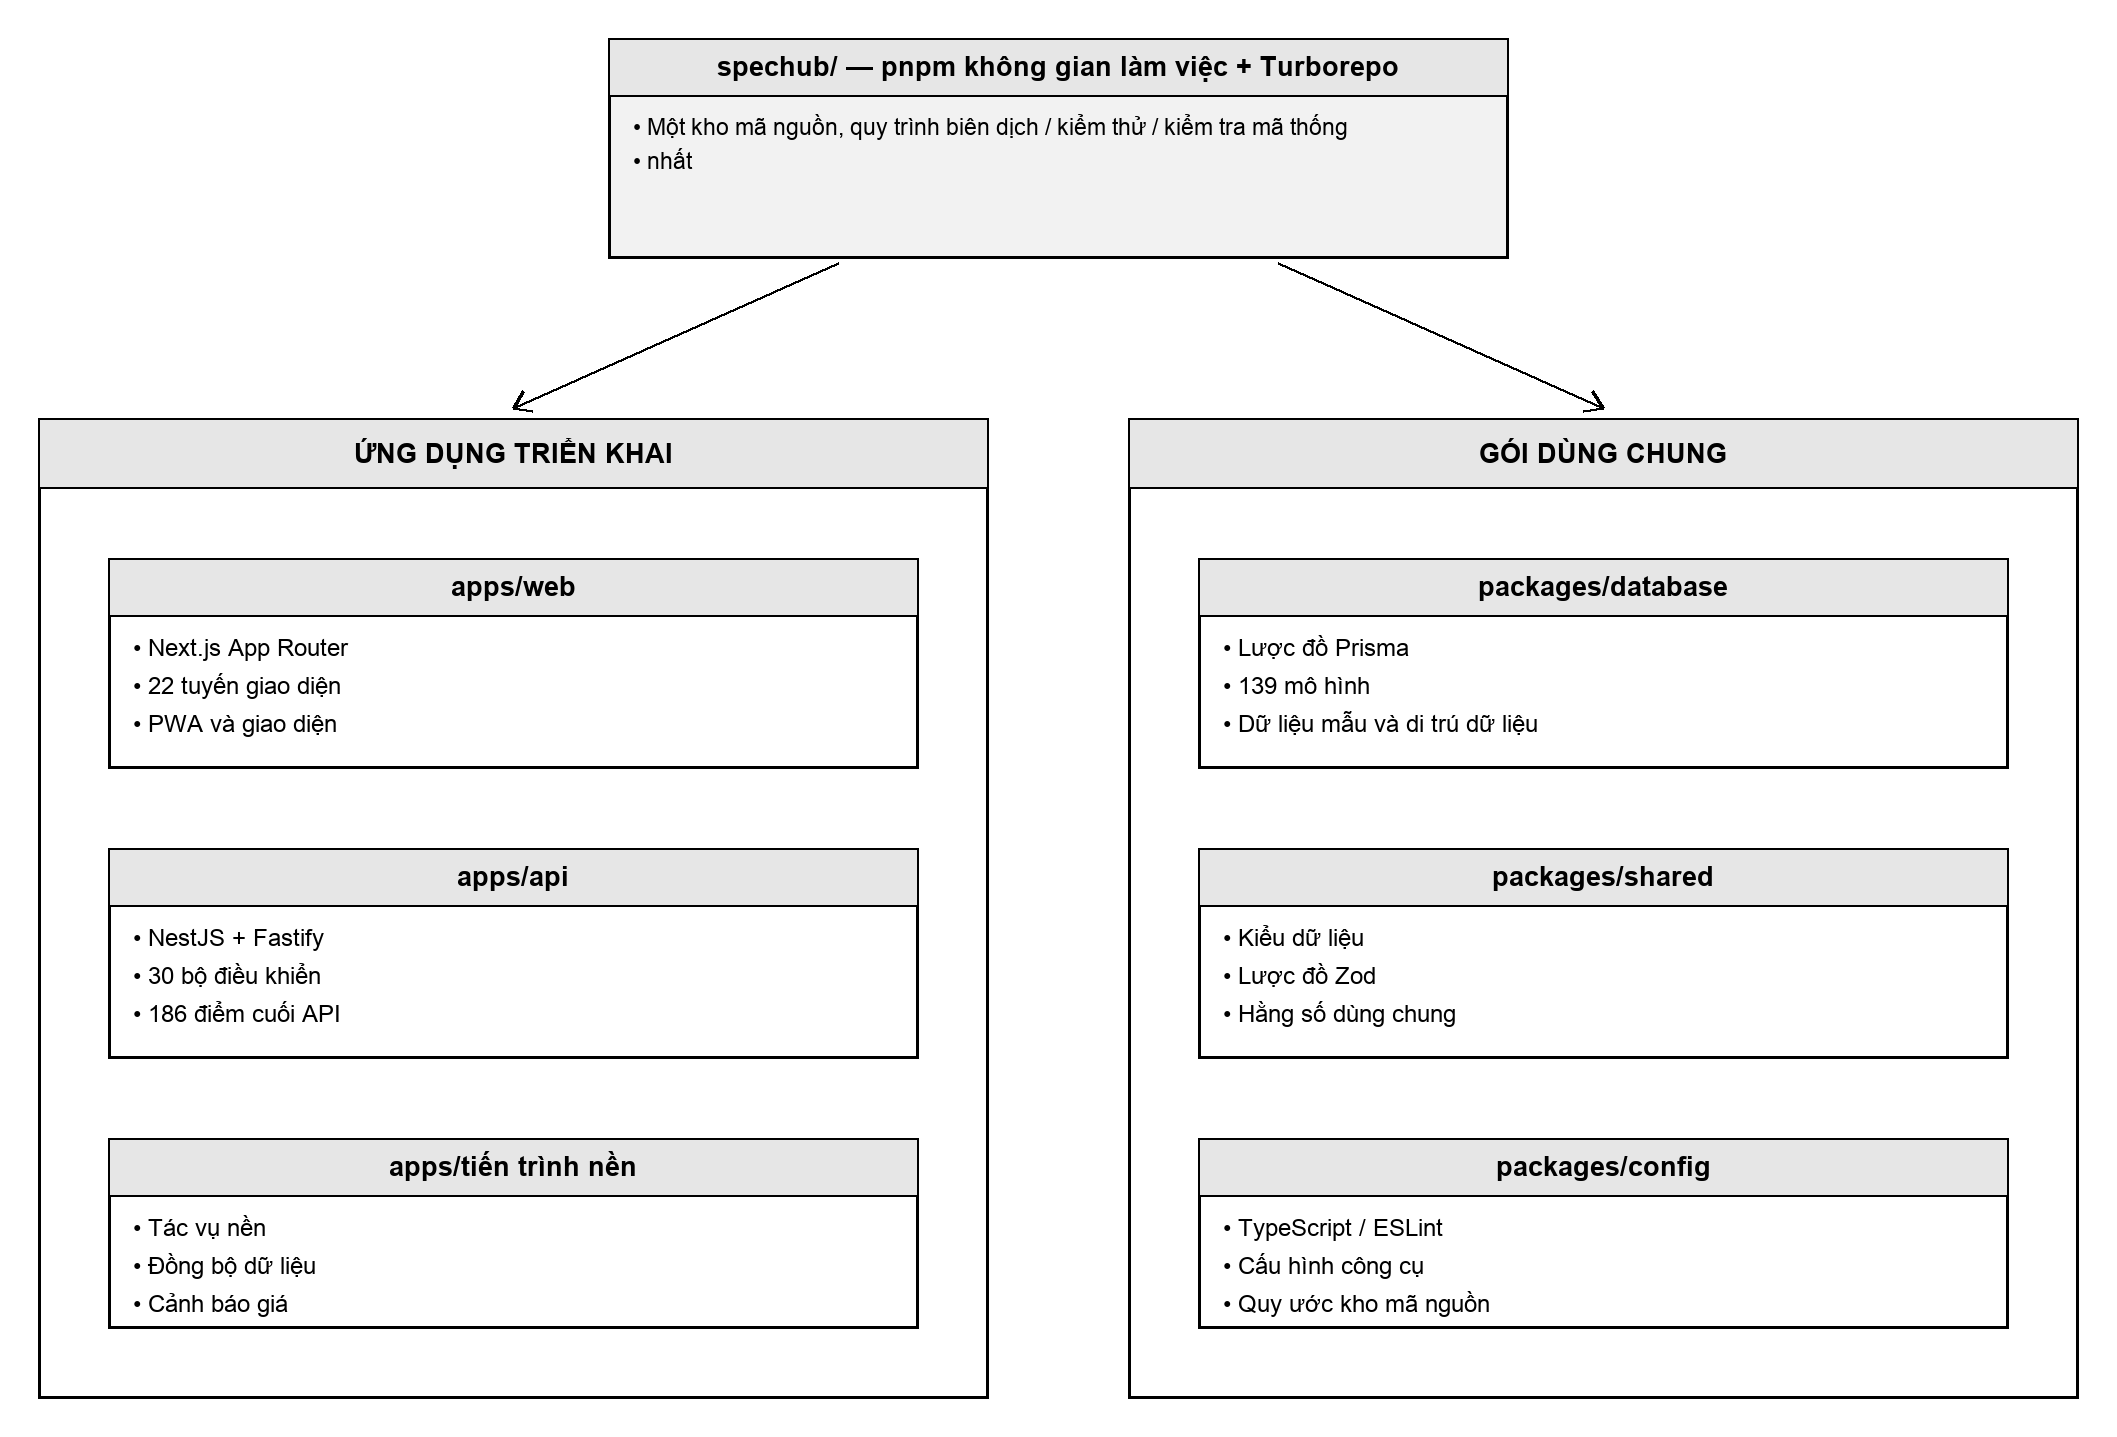 spechub/ — pnpm không gian làm việc + Turborepo
• Một kho mã nguồn, quy trình biên dịch / kiểm thử / kiểm tra mã thống
• nhất
ỨNG DỤNG TRIỂN KHAI
apps/web
• Next.js App Router
• 22 tuyến giao diện
• PWA và giao diện
apps/api
• NestJS + Fastify
• 30 bộ điều khiển
• 186 điểm cuối API
apps/tiến trình nền
• Tác vụ nền
• Đồng bộ dữ liệu
• Cảnh báo giá
GÓI DÙNG CHUNG
packages/database
• Lược đồ Prisma
• 139 mô hình
• Dữ liệu mẫu và di trú dữ liệu
packages/shared
• Kiểu dữ liệu
• Lược đồ Zod
• Hằng số dùng chung
packages/config
• TypeScript / ESLint
• Cấu hình công cụ
• Quy ước kho mã nguồn